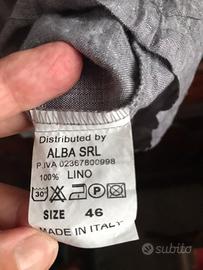 Distributed by
ALBA SRL
P.IVA 02367800998
100% LINO
30°
P
SIZE 46
MADE IN ITALY
subito